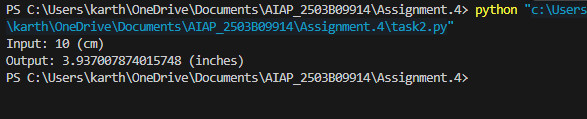 PS C:\Users\karth\OneDrive\Documents\AIAP_2503B09914\Assignment.4> python "c:\Users
\karth\OneDrive\Documents\AIAP_2503B09914\Assignment.4\task2.py"
Input: 10 (cm)
Output: 3.937007874015748 (inches)
PS C:\Users\karth\OneDrive\Documents\AIAP_2503B09914\Assignment.4>